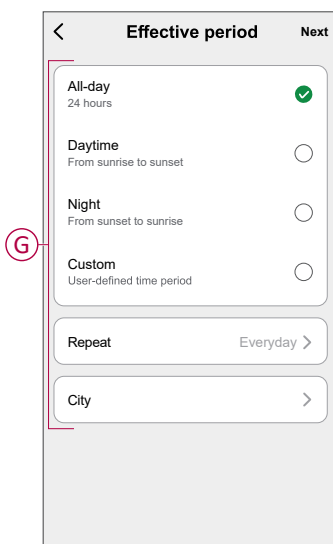 Effective period Next
All-day
24 hours
Daytime
From sunrise to sunset
Night
From sunset to sunrise
G
Custom
User-defined time period
Repeat Everyday
City